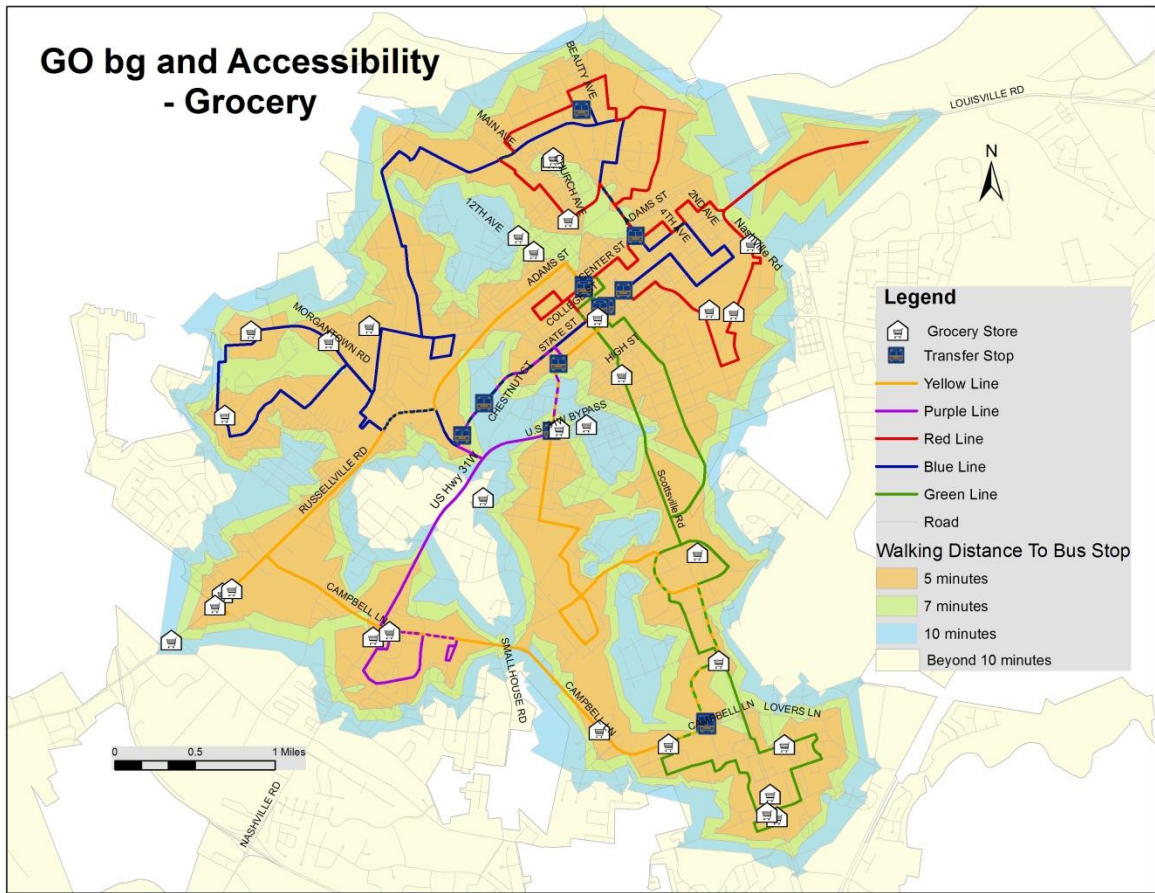 GO bg and Accessibility
- Grocery
BEAUTY AVE
LOUISVILLE RD
MAIN AVE
N
CHURCH AVE
12TH AVE
ADAMS ST
2ND AVE
4TH AVE
Nashville Rd
CENTER ST
ADAMS ST
COLLEGE ST
STATE ST
MORGANTOWN RD
HIGH ST
CHESTNUT ST
U.S. HW BYPASS
US Hwy 31W
RUSSELLVILLE RD
Scottsville Rd
CAMPBELL LN
SMALLHOUSE RD
CAMPBELL LN
CAMPBELL LN
LOVERS LN
NASHVILLE RD
0 0.5 1 Miles
Legend
Grocery Store
Transfer Stop
Yellow Line
Purple Line
Red Line
Blue Line
Green Line
Road
Walking Distance To Bus Stop
5 minutes
7 minutes
10 minutes
Beyond 10 minutes